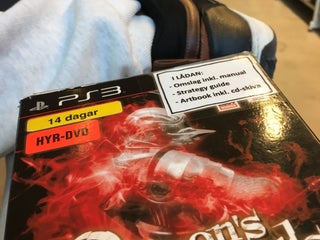 PS3
14 dagar
HYR-DVD
I LÅDAN:
- Omslag inkl. manual
- Strategy guide
- Artbook inkl. cd-skiva